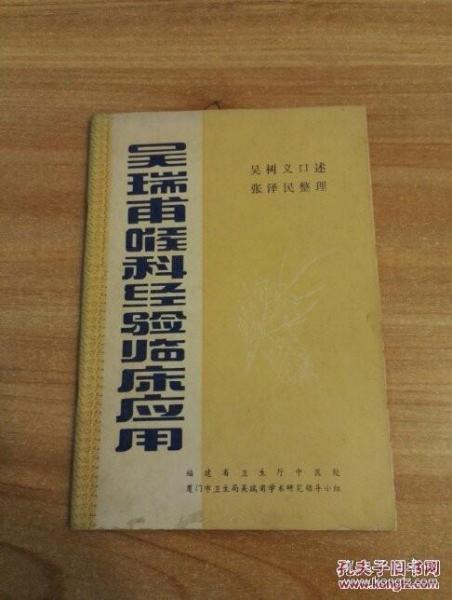 吴瑞甫喉科经验临床应用
吴树义口述
张泽民整理
福建省卫生厅中医处
厦门市卫生局吴瑞甫学术研究领导小组
孔夫子旧书网
www.kongfz.com